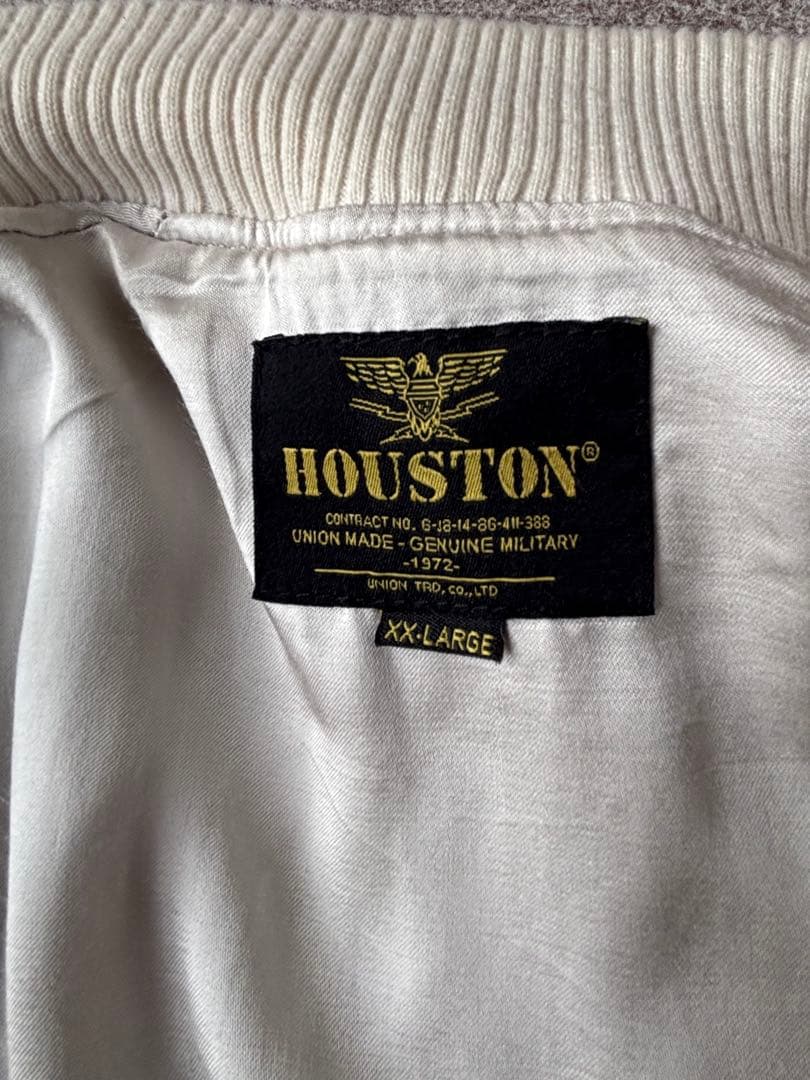 HOUSTON®
CONTRACT NO. 6-18-14-86-411-388
UNION MADE - GENUINE MILITARY
-1972-
UNION TRD, CO., LTD
XX-LARGE